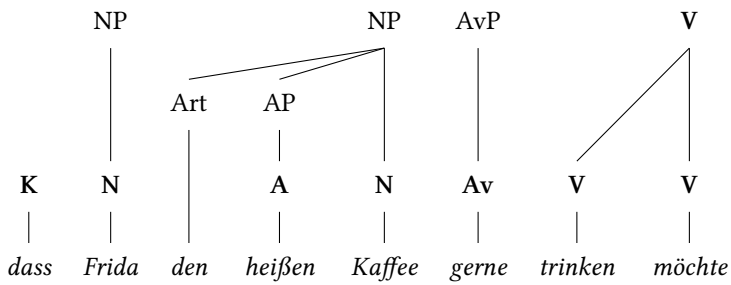 NP NP AvP V
Art AP
K N A N Av V V
dass Frida den heißen Kaffee gerne trinken möchte